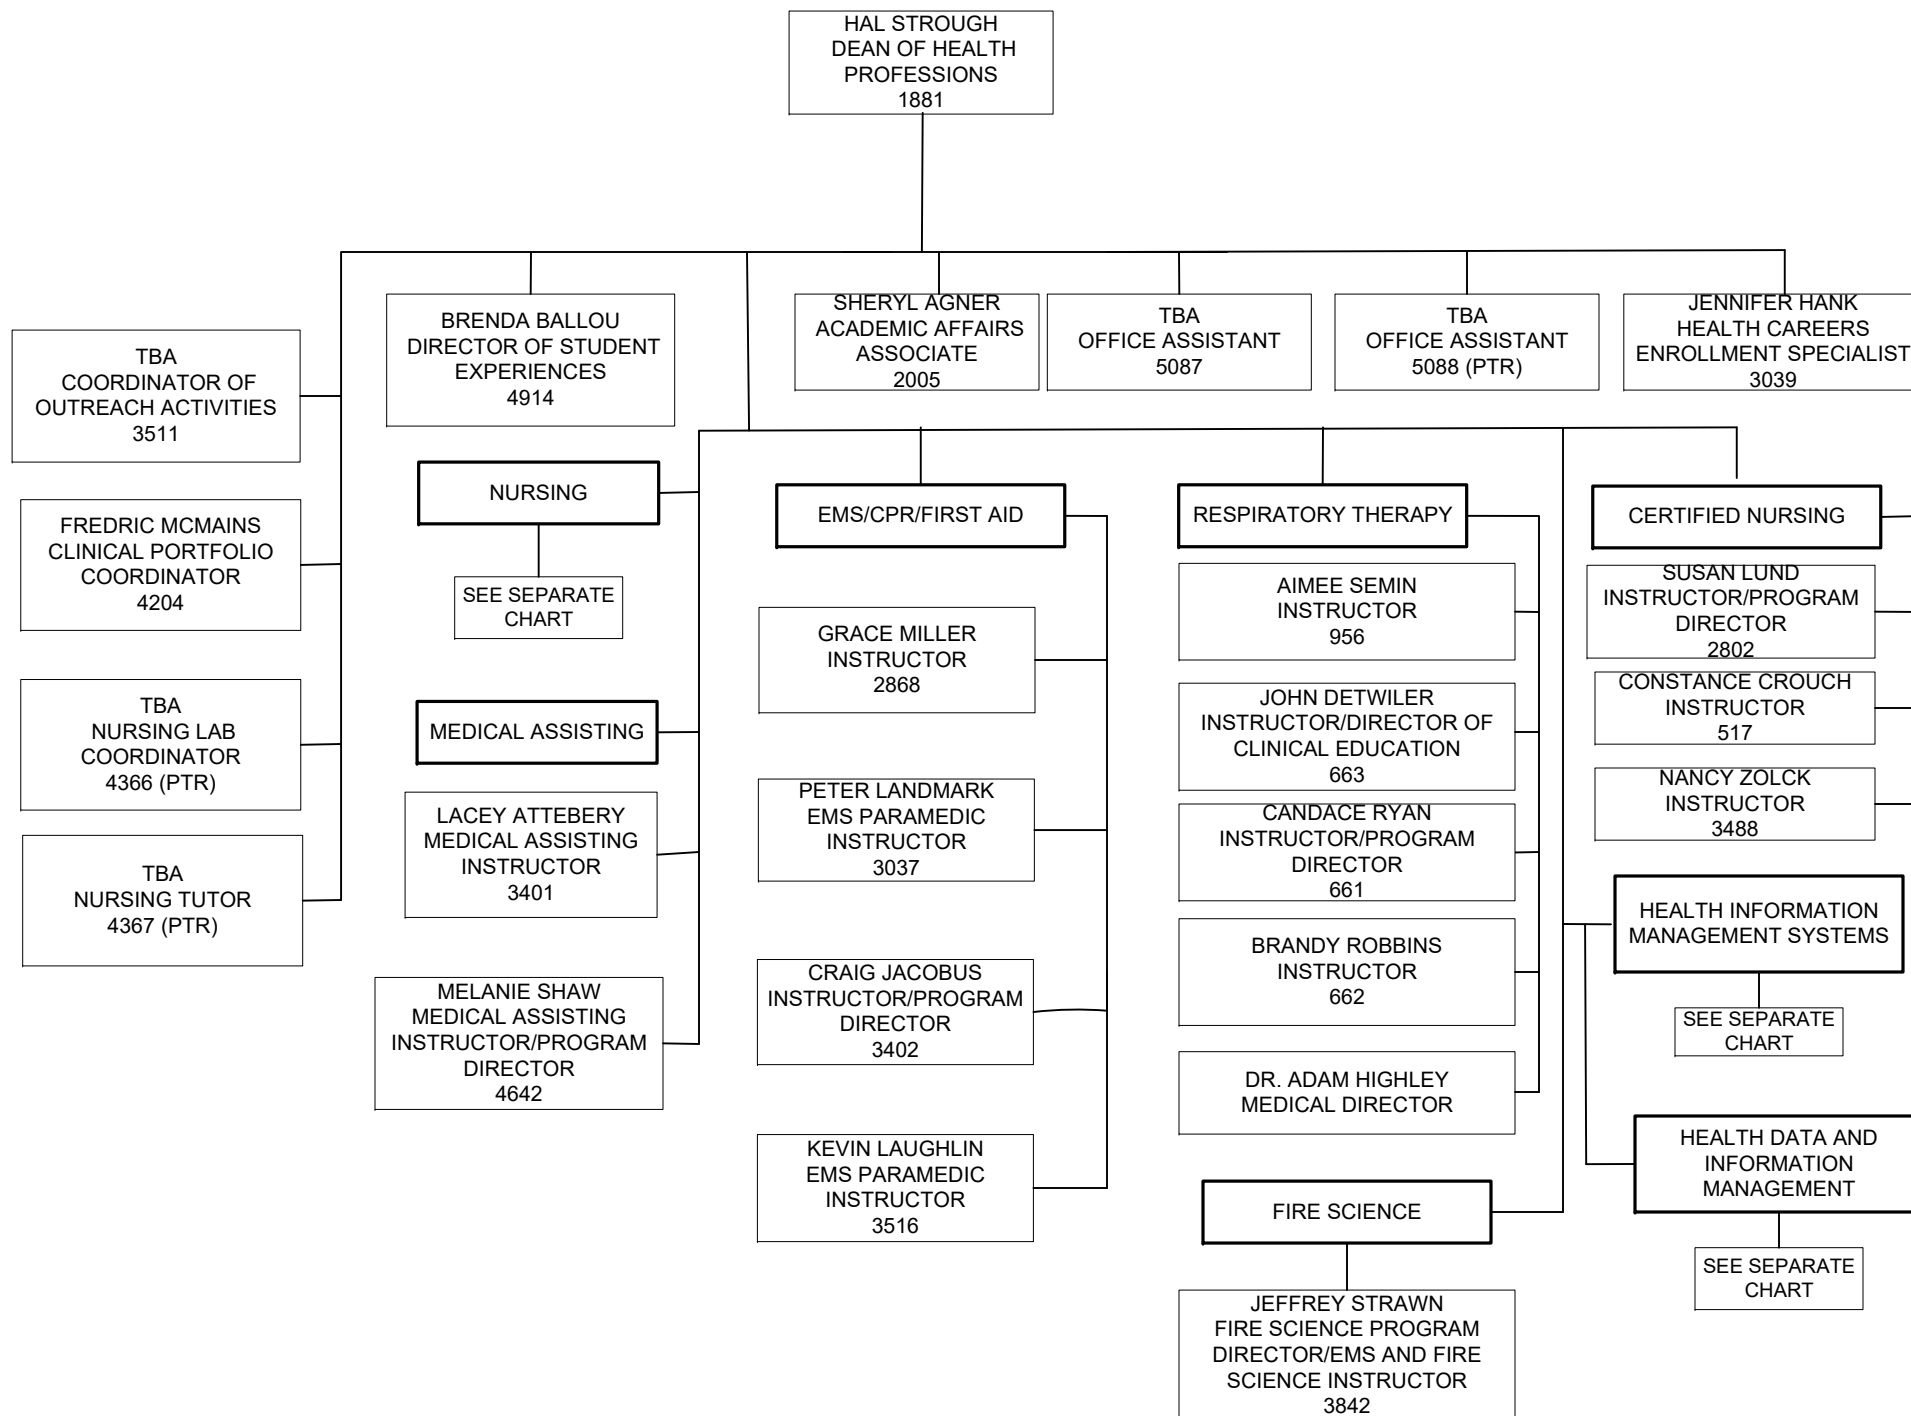 HAL STROUGH
DEAN OF HEALTH
PROFESSIONS
1881
TBA
COORDINATOR OF
OUTREACH ACTIVITIES
3511
BRENDA BALLOU
DIRECTOR OF STUDENT
EXPERIENCES
4914
SHERYL AGNER
ACADEMIC AFFAIRS
ASSOCIATE
2005
TBA
OFFICE ASSISTANT
5087
TBA
OFFICE ASSISTANT
5088 (PTR)
JENNIFER HANK
HEALTH CAREERS
ENROLLMENT SPECIALIST
3039
FREDRIC MCMAINS
CLINICAL PORTFOLIO
COORDINATOR
4204
TBA
NURSING LAB
COORDINATOR
4366 (PTR)
TBA
NURSING TUTOR
4367 (PTR)
NURSING
SEE SEPARATE
CHART
MEDICAL ASSISTING
LACEY ATTEBERY
MEDICAL ASSISTING
INSTRUCTOR
3401
MELANIE SHAW
MEDICAL ASSISTING
INSTRUCTOR/PROGRAM
DIRECTOR
4642
EMS/CPR/FIRST AID
GRACE MILLER
INSTRUCTOR
2868
PETER LANDMARK
EMS PARAMEDIC
INSTRUCTOR
3037
CRAIG JACOBUS
INSTRUCTOR/PROGRAM
DIRECTOR
3402
KEVIN LAUGHLIN
EMS PARAMEDIC
INSTRUCTOR
3516
RESPIRATORY THERAPY
AIMEE SEMIN
INSTRUCTOR
956
JOHN DETWILER
INSTRUCTOR/DIRECTOR OF
CLINICAL EDUCATION
663
CANDACE RYAN
INSTRUCTOR/PROGRAM
DIRECTOR
661
BRANDY ROBBINS
INSTRUCTOR
662
DR. ADAM HIGHLEY
MEDICAL DIRECTOR
FIRE SCIENCE
JEFFREY STRAWN
FIRE SCIENCE PROGRAM
DIRECTOR/EMS AND FIRE
SCIENCE INSTRUCTOR
3842
CERTIFIED NURSING
SUSAN LUND
INSTRUCTOR/PROGRAM
DIRECTOR
2802
CONSTANCE CROUCH
INSTRUCTOR
517
NANCY ZOLCK
INSTRUCTOR
3488
HEALTH INFORMATION
MANAGEMENT SYSTEMS
SEE SEPARATE
CHART
HEALTH DATA AND
INFORMATION
MANAGEMENT
SEE SEPARATE
CHART